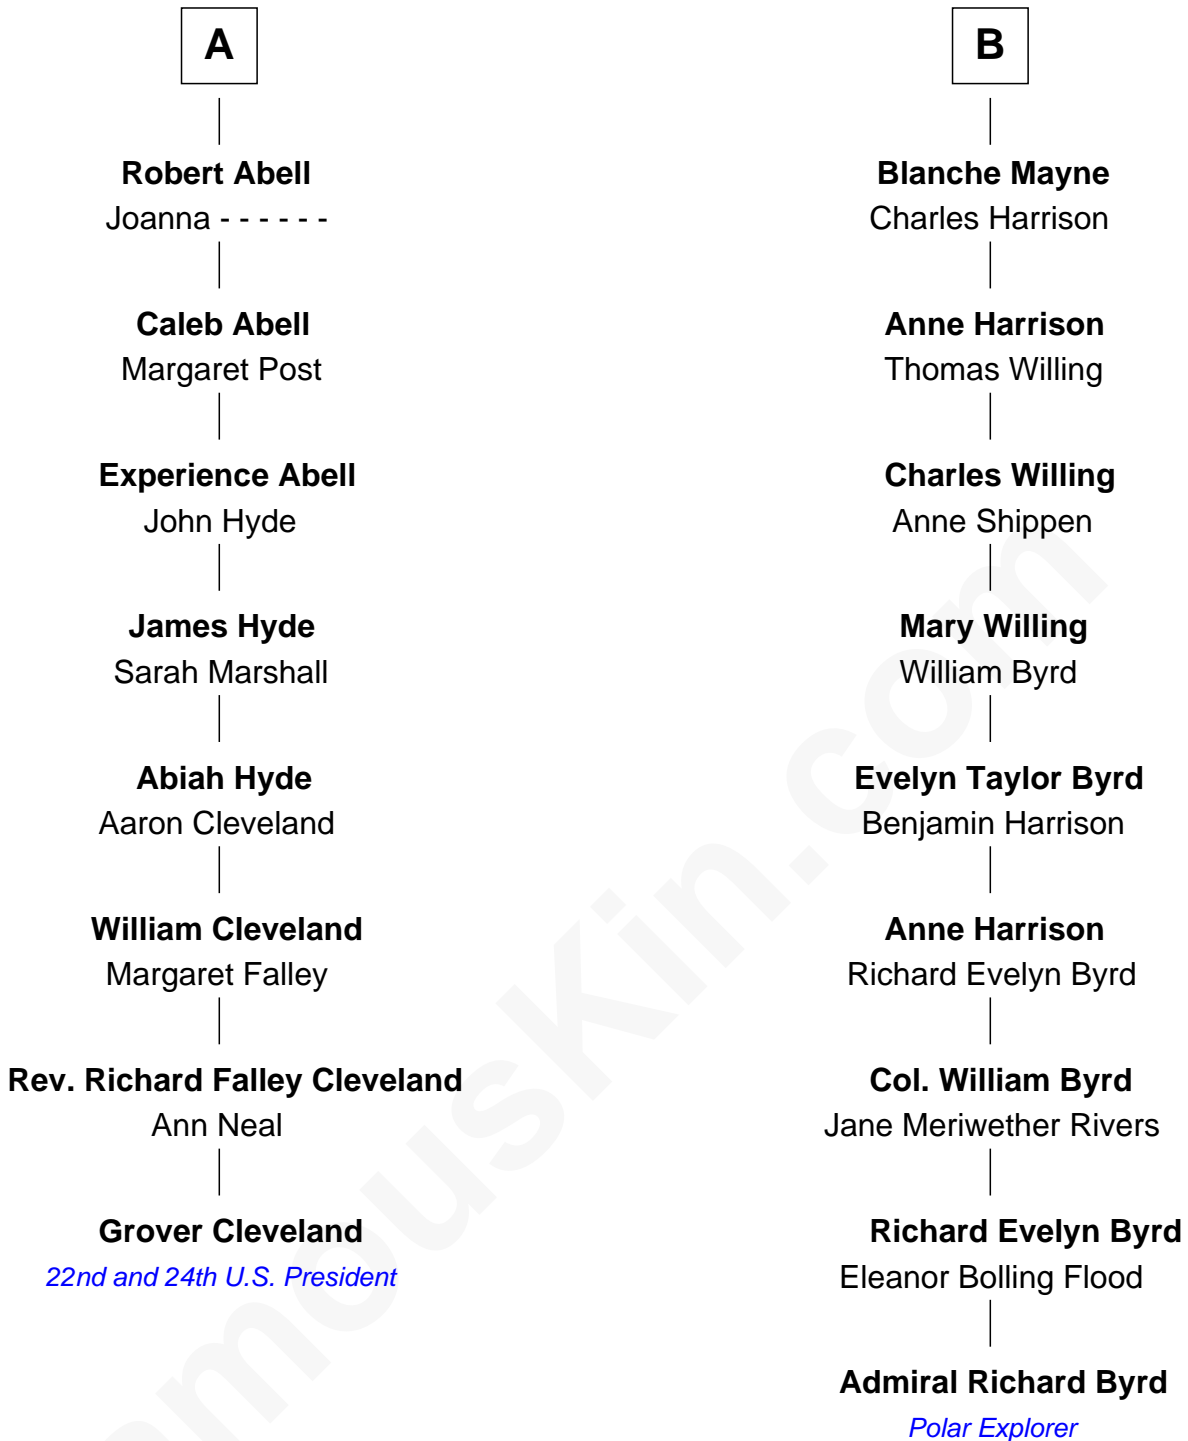 A
Robert Abell
Joanna - - - - - -
Caleb Abell
Margaret Post
Experience Abell
John Hyde
James Hyde
Sarah Marshall
Abiah Hyde
Aaron Cleveland
William Cleveland
Margaret Falley
Rev. Richard Falley Cleveland
Ann Neal
Grover Cleveland
22nd and 24th U.S. President
B
Blanche Mayne
Charles Harrison
Anne Harrison
Thomas Willing
Charles Willing
Anne Shippen
Mary Willing
William Byrd
Evelyn Taylor Byrd
Benjamin Harrison
Anne Harrison
Richard Evelyn Byrd
Col. William Byrd
Jane Meriwether Rivers
Richard Evelyn Byrd
Eleanor Bolling Flood
Admiral Richard Byrd
Polar Explorer
amouskin.com